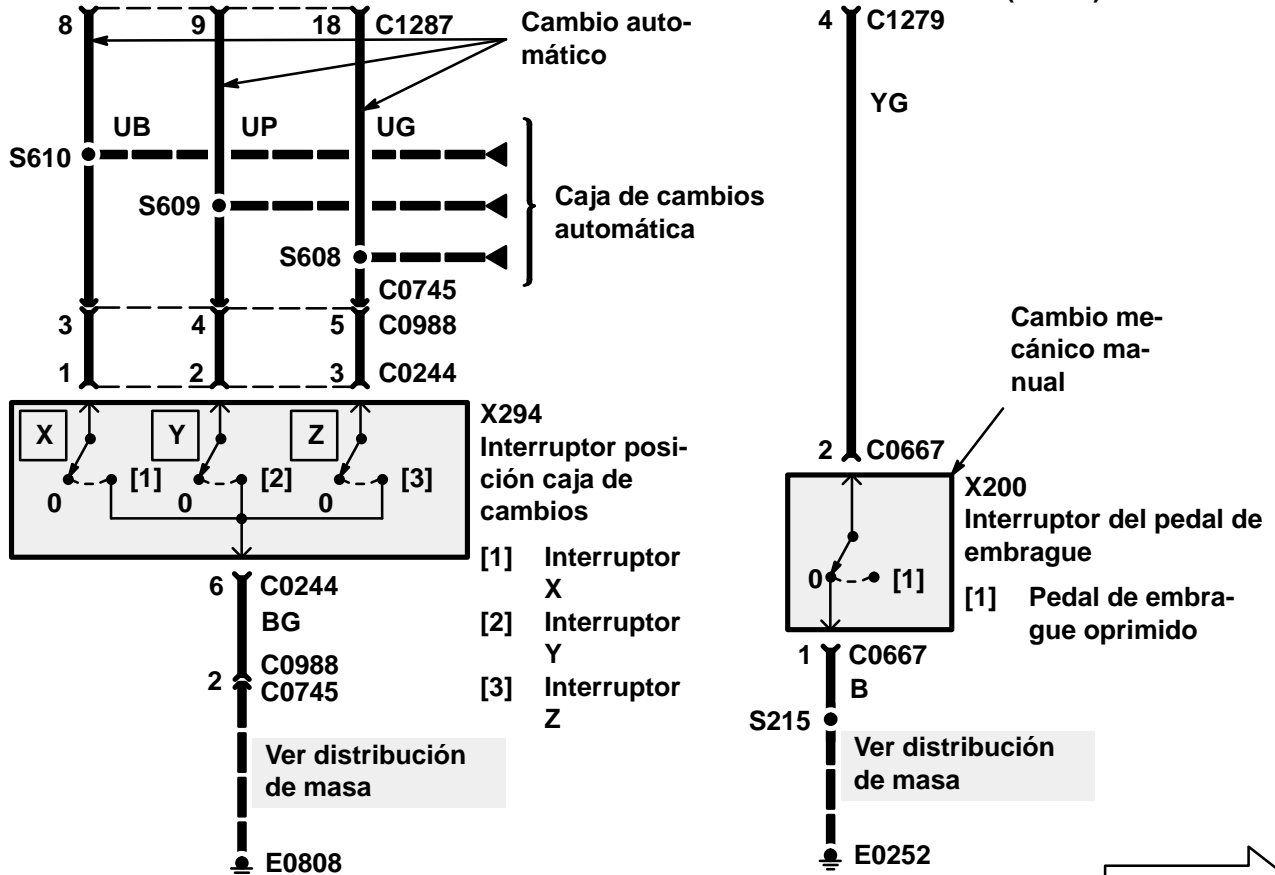 8 9 18 C1287
Cambio auto-
mático
4 C1279
UB UP UG
YG
S610
S609
S608
Caja de cambios
automática
C0745
3 4 5 C0988
1 2 3 C0244
Cambio me-
cánico ma-
nual
X Y Z
0 [1] 0 [2] 0 [3]
X294
Interruptor posi-
ción caja de
cambios
[1] Interruptor
X
[2] Interruptor
Y
[3] Interruptor
Z
6 C0244
BG
C0988
2 C0745
Ver distribución
de masa
E0808
2 C0667
X200
Interruptor del pedal de
embrague
[1] Pedal de embra-
gue oprimido
0 [1]
1 C0667
B
S215
Ver distribución
de masa
E0252